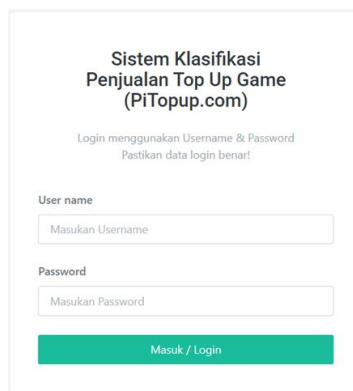 Sistem Klasifikasi
Penjualan Top Up Game
(PiTopup.com)
Login menggunakan Username & Password
Pastikan data login benar!
User name
Masukan Username
Password
Masukan Password
Masuk / Login